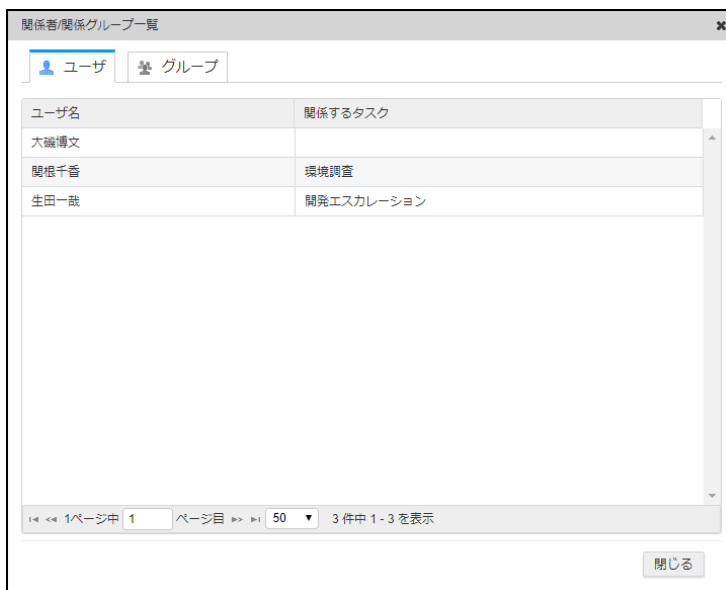 関係者/関係グループ一覧
ユーザ グループ
ユーザ名 関係するタスク
大磯博文
関根千香 環境調査
生田一哉 開発エスカレーション
1ページ中 1 ページ目 50 3 件中 1 - 3 を表示
閉じる